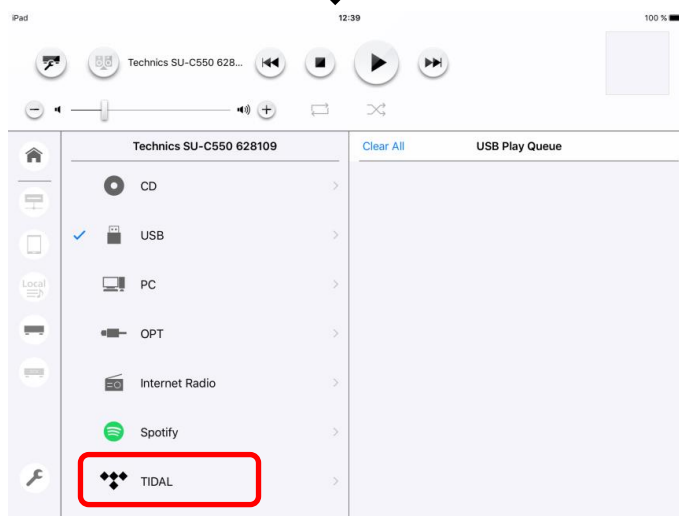 iPad 12:39 100 %
Technics SU-C550 628...
Technics SU-C550 628109
Clear All USB Play Queue
CD
USB
Local
PC
OPT
Internet Radio
Spotify
TIDAL